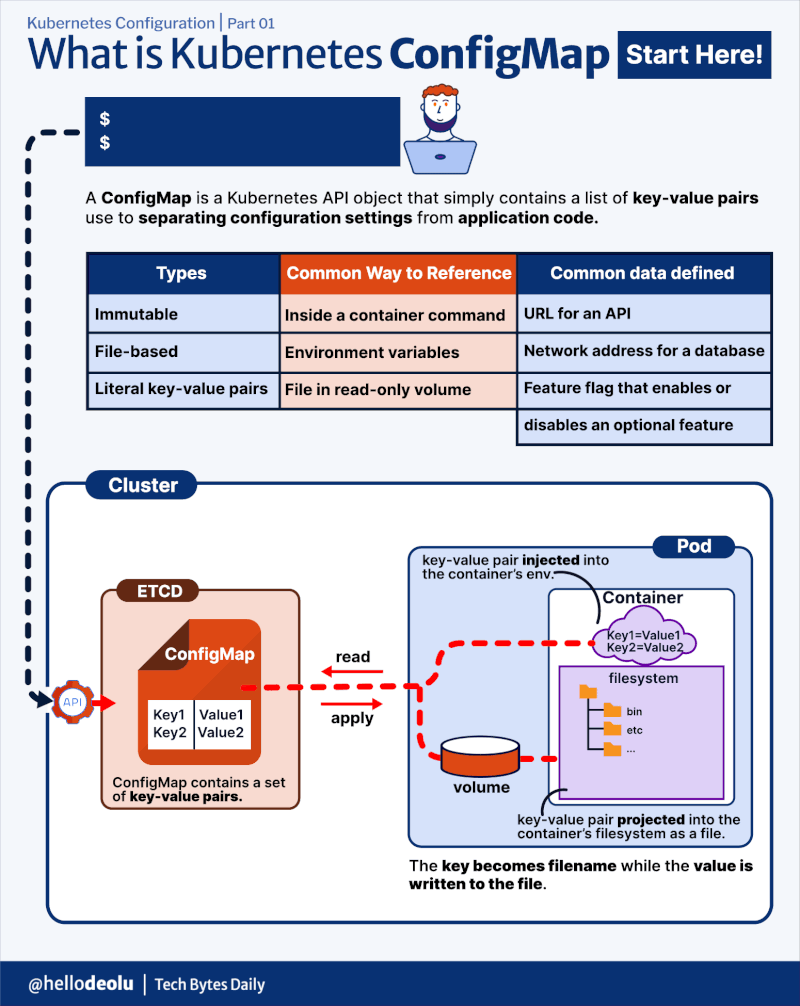 Kubernetes Configuration | Part 01
What is Kubernetes ConfigMap Start Here!
$
$
A ConfigMap is a Kubernetes API object that simply contains a list of key-value pairs
use to separating configuration settings from application code.
Types Common Way to Reference Common data defined
Immutable Inside a container command URL for an API
File-based Environment variables Network address for a database
Literal key-value pairs File in read-only volume Feature flag that enables or
disables an optional feature
Cluster
Pod
key-value pair injected into
the container's env.
ETCD
Container
ConfigMap
Key1=Value1
Key2=Value2
read
filesystem
API
Key1 Value1
Key2 Value2
apply
bin
etc
...
volume
ConfigMap contains a set
of key-value pairs.
key-value pair projected into the
container's filesystem as a file.
The key becomes filename while the value is
written to the file.
@hellodeolu | Tech Bytes Daily